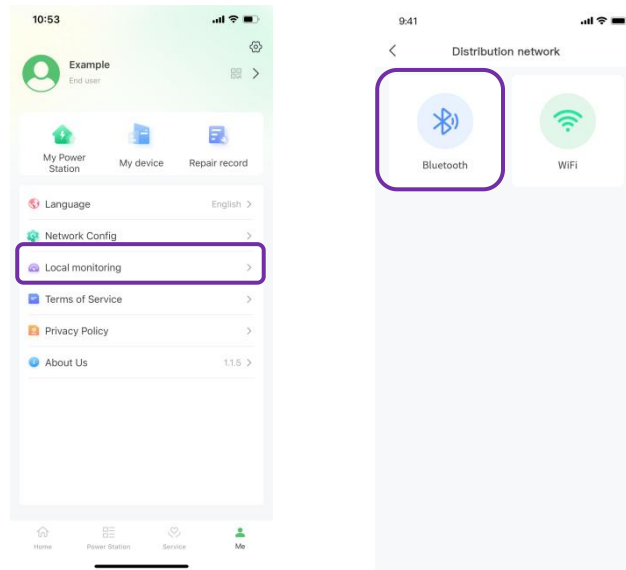 10:53
Example
End user
My Power
Station
My device
Repair record
Language
English
Network Config
Local monitoring
Terms of Service
Privacy Policy
About Us
1.1.5
Home
Power Station
Service
Me
9:41
Distribution network
Bluetooth
WiFi